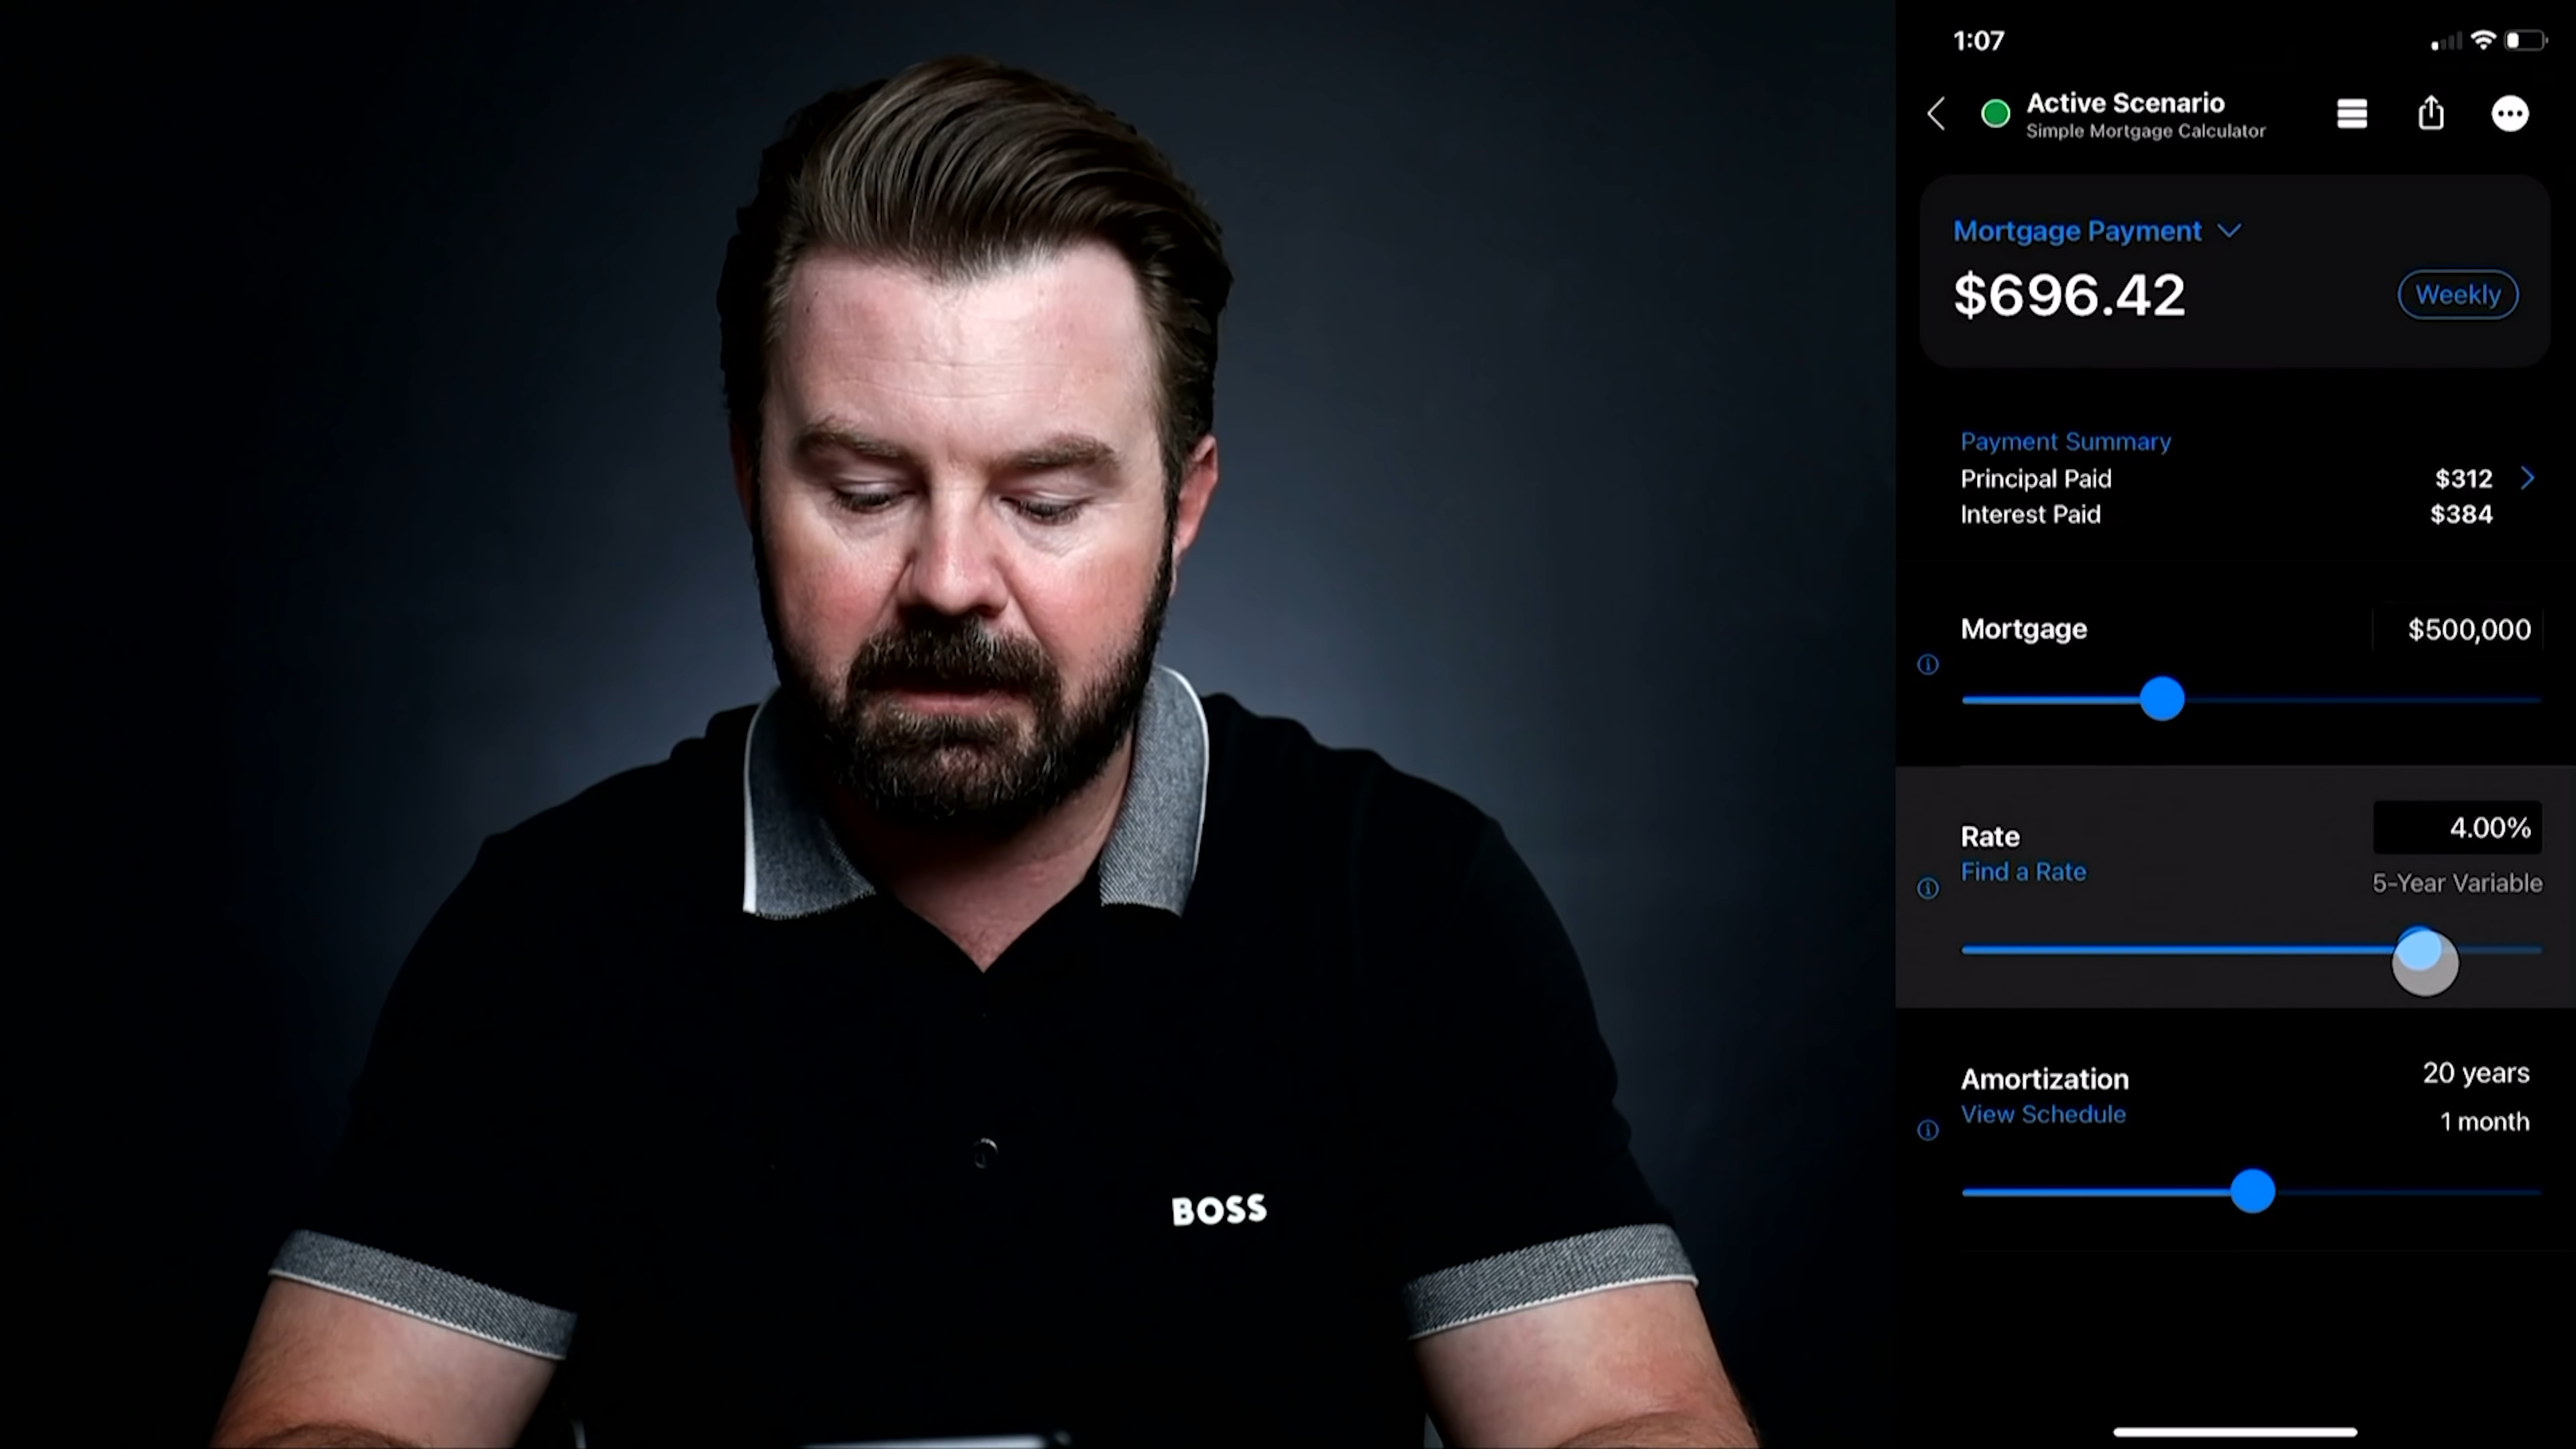 BOSS
1:07
Active Scenario
Simple Mortgage Calculator
Mortgage Payment
$696.42
Weekly
Payment Summary
Principal Paid $312
Interest Paid $384
Mortgage $500,000
Rate 4.00%
Find a Rate 5-Year Variable
Amortization 20 years
View Schedule 1 month